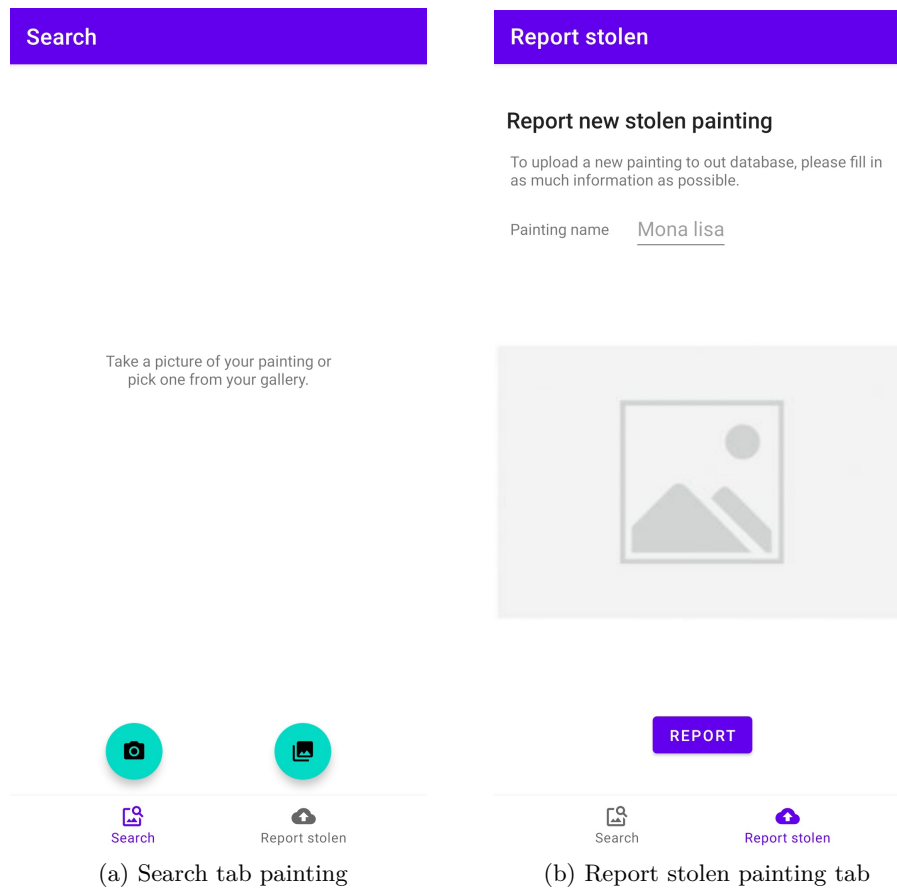 Search
Take a picture of your painting or
pick one from your gallery.
Search
Report stolen
(a) Search tab painting
Report stolen
Report new stolen painting
To upload a new painting to out database, please fill in
as much information as possible.
Painting name
Mona lisa
REPORT
Search
Report stolen
(b) Report stolen painting tab